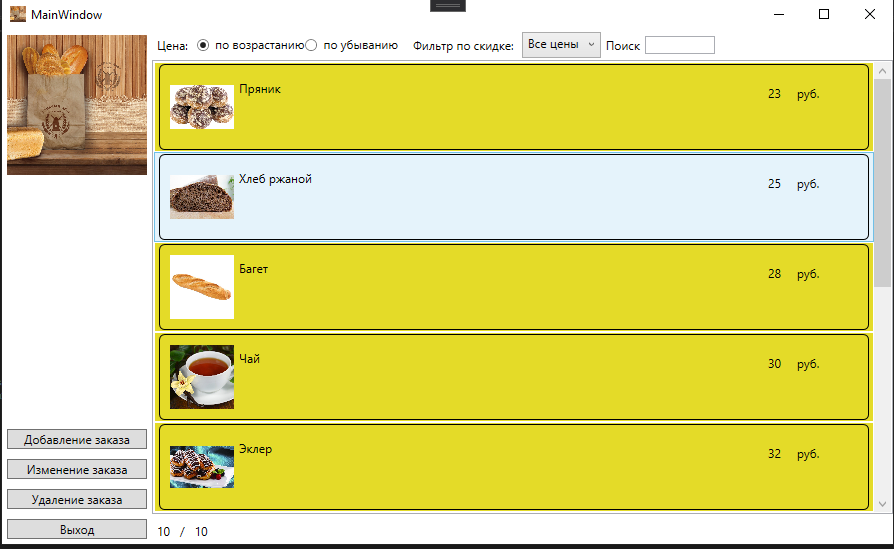 MainWindow
Цена: по возрастанию по убыванию Фильтр по скидке: Все цены Поиск
Пряник 23 руб.
Хлеб ржаной 25 руб.
Багет 28 руб.
Чай 30 руб.
Эклер 32 руб.
Добавление заказа
Изменение заказа
Удаление заказа
Выход
10 / 10